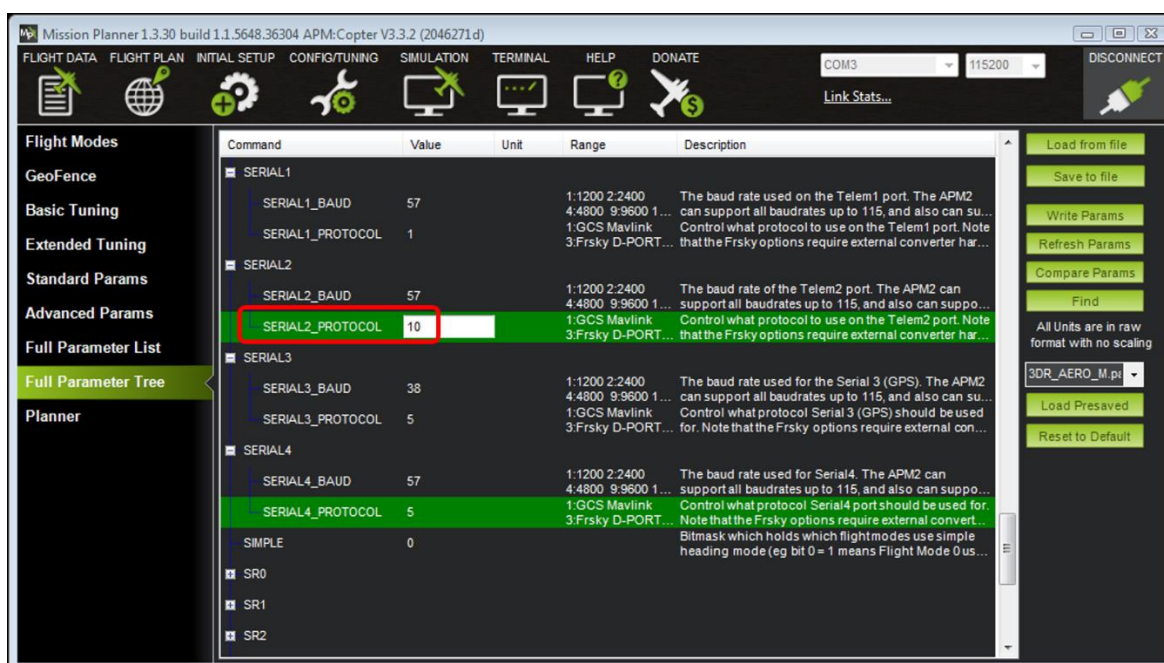 Mission Planner 1.3.30 build 1.1.5648.36304 APM:Copter V3.3.2 (2046271d)
FLIGHT DATA FLIGHT PLAN INITIAL SETUP CONFIG/TUNING SIMULATION TERMINAL HELP DONATE
COM3 115200 DISCONNECT
Link Stats...
Flight Modes
GeoFence
Basic Tuning
Extended Tuning
Standard Params
Advanced Params
Full Parameter List
Full Parameter Tree
Planner
Command Value Unit Range Description
SERIAL1
SERIAL1_BAUD 57 1:1200 2:2400 The baud rate used on the Telem1 port. The APM2
4:4800 9:9600 1... can support all baudrates up to 115, and also can su...
SERIAL1_PROTOCOL 1 1:GCS Mavlink Control what protocol to use on the Telem1 port. Note
3:Frsky D-PORT... that the Frsky options require external converter har...
SERIAL2
SERIAL2_BAUD 57 1:1200 2:2400 The baud rate of the Telem2 port. The APM2 can
4:4800 9:9600 1... support all baudrates up to 115, and also can suppo...
SERIAL2_PROTOCOL 10 1:GCS Mavlink Control what protocol to use on the Telem2 port. Note
3:Frsky D-PORT... that the Frsky options require external converter har...
SERIAL3
SERIAL3_BAUD 38 1:1200 2:2400 The baud rate used for the Serial 3 (GPS). The APM2
4:4800 9:9600 1... can support all baudrates up to 115, and also can su...
SERIAL3_PROTOCOL 5 1:GCS Mavlink Control what protocol Serial 3 (GPS) should be used
3:Frsky D-PORT... for. Note that the Frsky options require external con...
SERIAL4
SERIAL4_BAUD 57 1:1200 2:2400 The baud rate used for Serial4. The APM2 can
4:4800 9:9600 1... support all baudrates up to 115, and also can suppo...
SERIAL4_PROTOCOL 5 1:GCS Mavlink Control what protocol Serial4 port should be used for.
3:Frsky D-PORT... Note that the Frsky options require external convert...
SIMPLE 0 Bitmask which holds which flight modes use simple
heading mode (eg bit 0 = 1 means Flight Mode 0 us...
SR0
SR1
SR2
Load from file
Save to file
Write Params
Refresh Params
Compare Params
Find
All Units are in raw
format with no scaling
3DR_AERO_M.pa
Load Presaved
Reset to Default